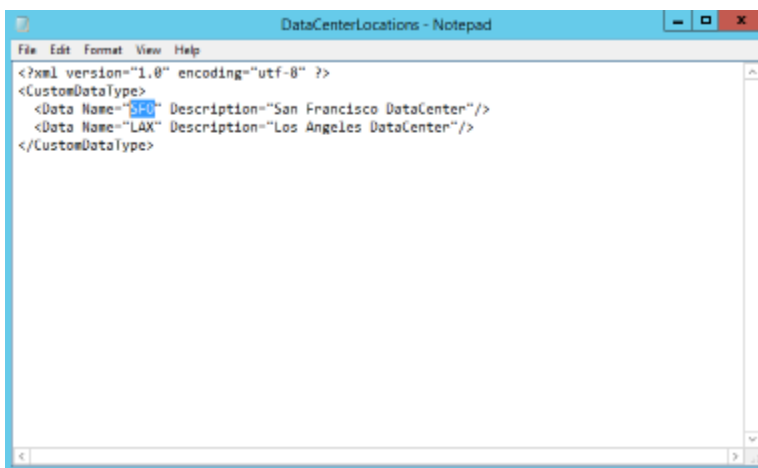 DataCenterLocations - Notepad
File Edit Format View Help
<?xml version="1.0" encoding="utf-8" ?>
<CustomDataType>
  <Data Name="SFO" Description="San Francisco DataCenter"/>
  <Data Name="LAX" Description="Los Angeles DataCenter"/>
</CustomDataType>